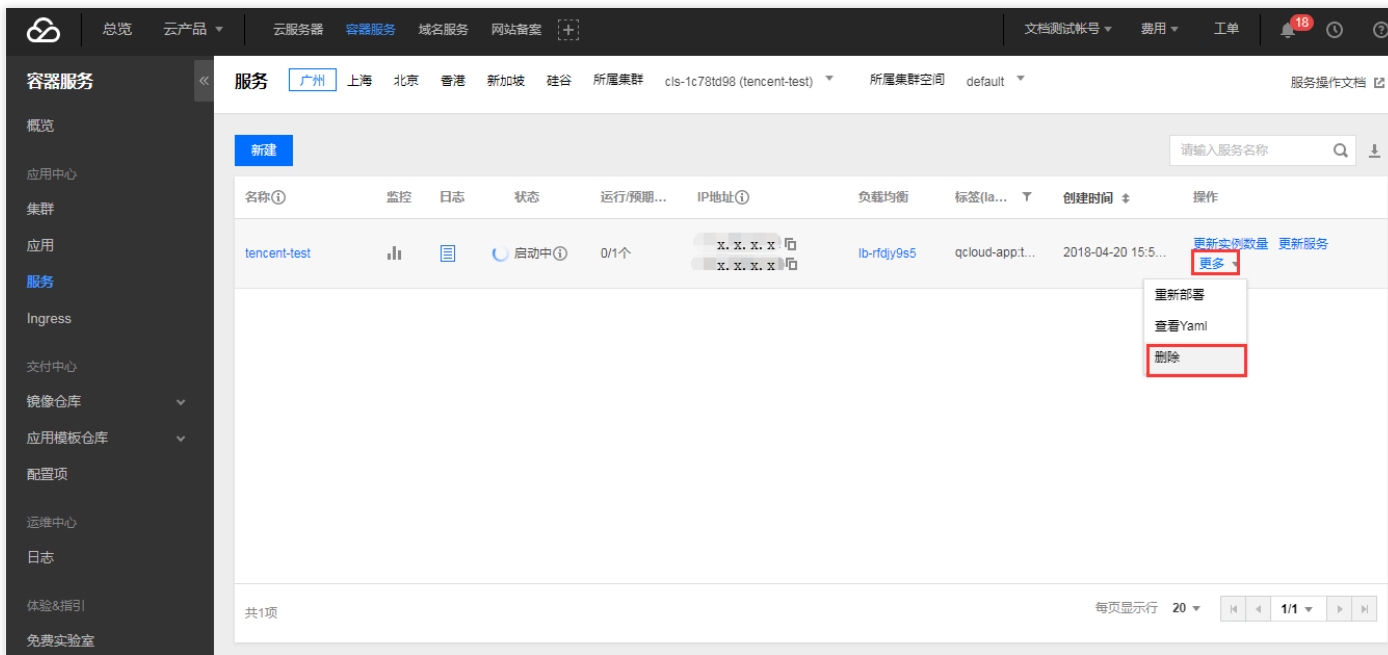 总览 云产品 云服务器 容器服务 域名服务 网站备案 文档测试帐号 费用 工单 18
容器服务
服务 广州 上海 北京 香港 新加坡 硅谷 所属集群 cls-1c78td98 (tencent-test) 所属集群空间 default 服务操作文档
概览
应用中心
集群
应用
服务
Ingress
交付中心
镜像仓库
应用模板仓库
配置项
运维中心
日志
体验&指引
免费实验室
新建 请输入服务名称
名称 监控 日志 状态 运行/预期... IP地址 负载均衡 标签(la... 创建时间 操作
tencent-test 启动中 0/1个 x.x.x.x lb-rfdjy9s5 qcloud-app:t... 2018-04-20 15:5... 更新实例数量 更新服务
x.x.x.x 更多
重新部署
查看Yaml
删除
共1项 每页显示行 20 1/1